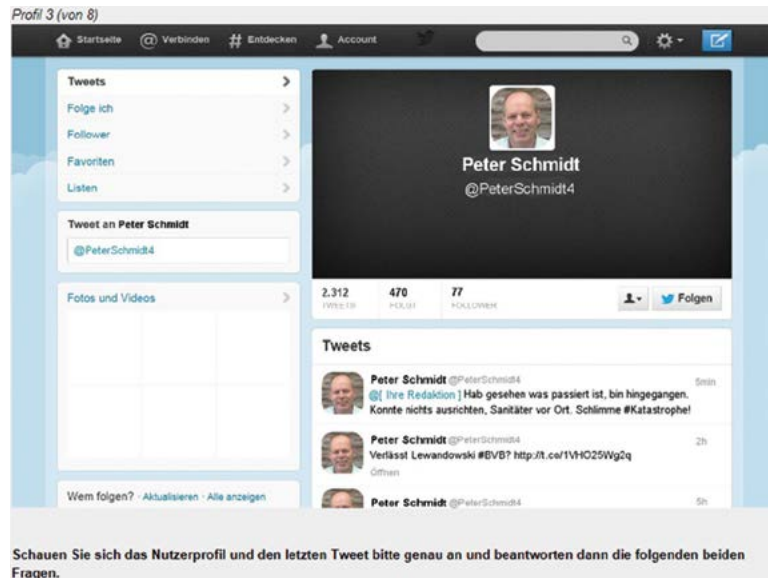 Profil 3 (von 8)
Startseite @ Verbinden # Entdecken Account
Tweets
Folge ich
Follower
Favoriten
Listen
Tweet an Peter Schmidt
@PeterSchmidt4
Fotos und Videos
Wem folgen? · Aktualisieren · Alle anzeigen
Peter Schmidt
@PeterSchmidt4
2.312 470 77
TWEETS FOLGT FOLLOWER
Folgen
Tweets
Peter Schmidt @PeterSchmidt4 5min
@[ Ihre Redaktion ] Hab gesehen was passiert ist, bin hingegangen.
Konnte nichts ausrichten, Sanitäter vor Ort. Schlimme #Katastrophe!
Peter Schmidt @PeterSchmidt4 2h
Verlässt Lewandowski #BVB? http://t.co/1VHO25Wg2q
Öffnen
Peter Schmidt @PeterSchmidt4 5h
Schauen Sie sich das Nutzerprofil und den letzten Tweet bitte genau an und beantworten dann die folgenden beiden
Fragen.